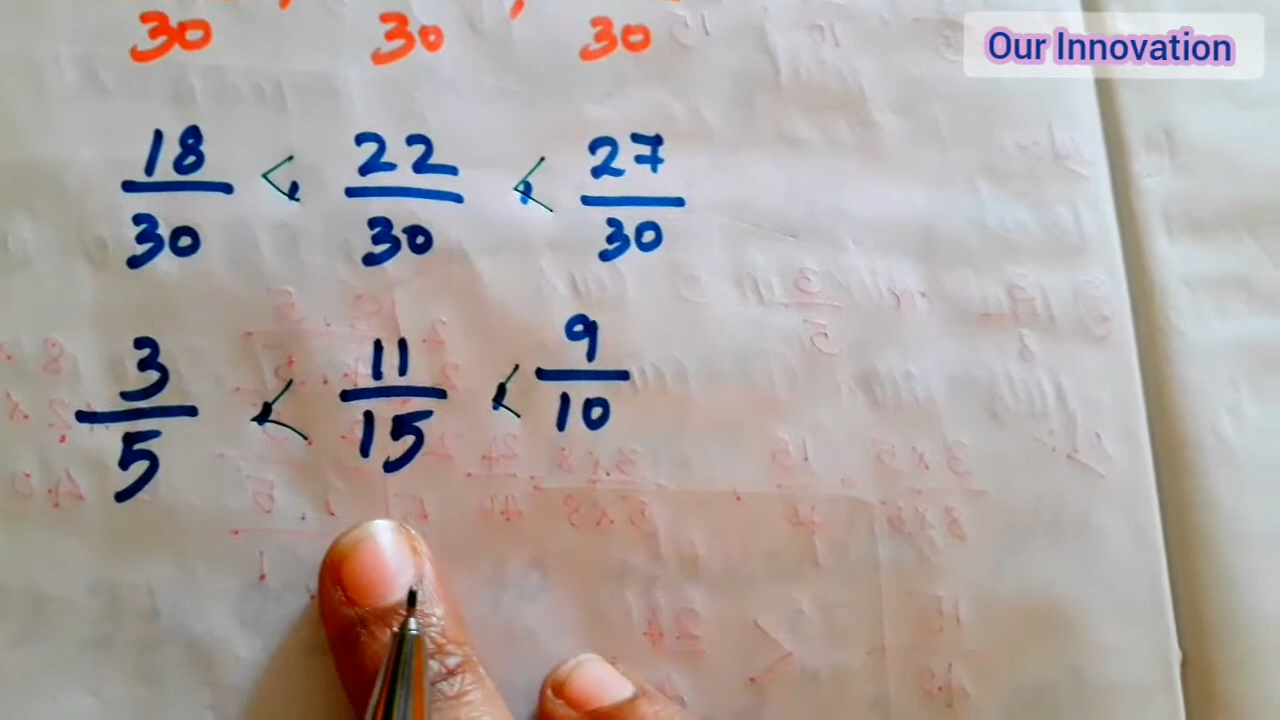 Our Innovation
30 , 30 , 30
18/30 < 22/30 < 27/30
3/5 < 11/15 < 9/10